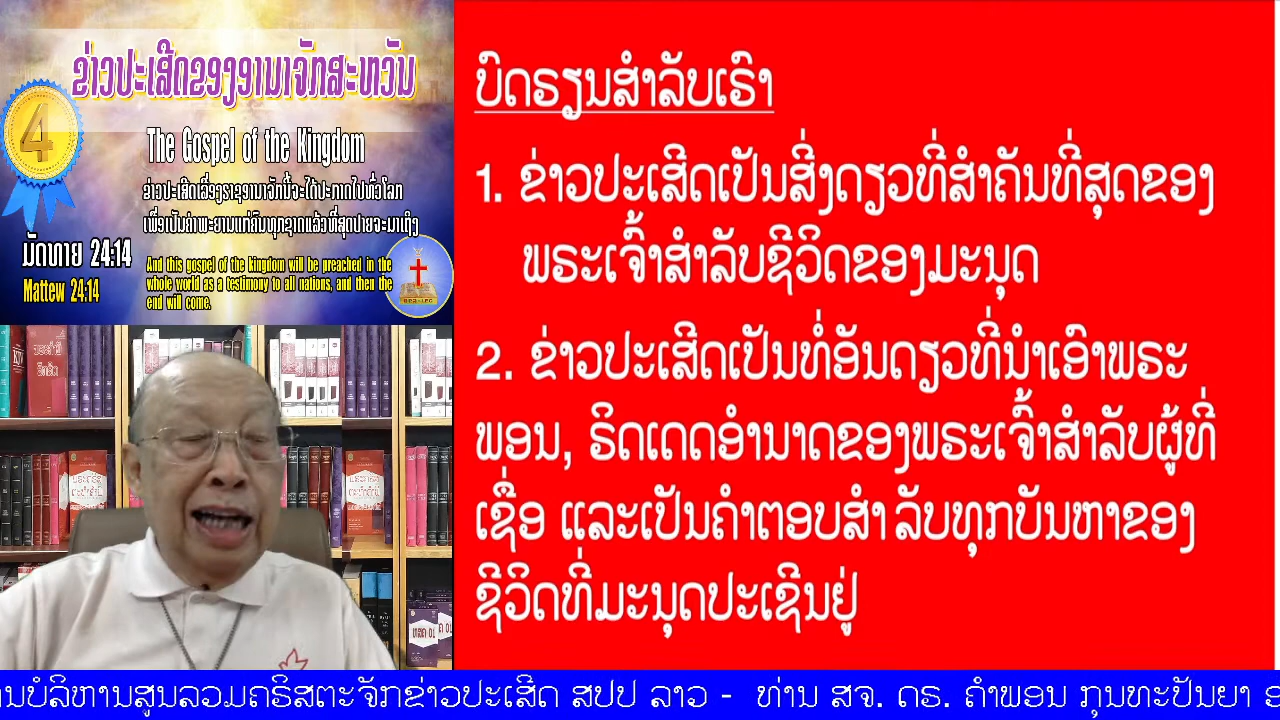 ຂ່າວປະເສີດຂອງອານາຈັກສະຫວັນ
4
The Gospel of the Kingdom
ຂ່າວປະເສີດເລື່ອງຣາຊອານາຈັກນີ້ຈະໄດ້ປະກາດໄປທົ່ວໂລກ
ເພື່ອເປັນຄຳພະຍານແກ່ຄົນທຸກຊາດແລ້ວທີ່ສຸດປາຍຈະມາເຖິງ
ມັດທາຍ 24:14
Mattew 24:14
And this gospel of the kingdom will be preached in the
whole world as a testimony to all nations, and then the
end will come.
ບົດຮຽນສຳລັບເຮົາ
1. ຂ່າວປະເສີດເປັນສິ່ງດຽວທີ່ສຳຄັນທີ່ສຸດຂອງ
ພຣະເຈົ້າສຳລັບຊີວິດຂອງມະນຸດ
2. ຂ່າວປະເສີດເປັນທໍ່ອັນດຽວທີ່ນຳເອົາພຣະ
ພອນ, ຣິດເດດອຳນາດຂອງພຣະເຈົ້າສຳລັບຜູ້ທີ່
ເຊື່ອ ແລະເປັນຄຳຕອບສຳ ລັບທຸກບັນຫາຂອງ
ຊີວິດທີ່ມະນຸດປະເຊີນຢູ່
ານບໍລິຫານສູນລວມຄຣິສຕະຈັກຂ່າວປະເສີດ ສປປ ລາວ - ທ່ານ ສຈ. ດຣ. ຄຳພອນ ກຸນທະປັນຍາ